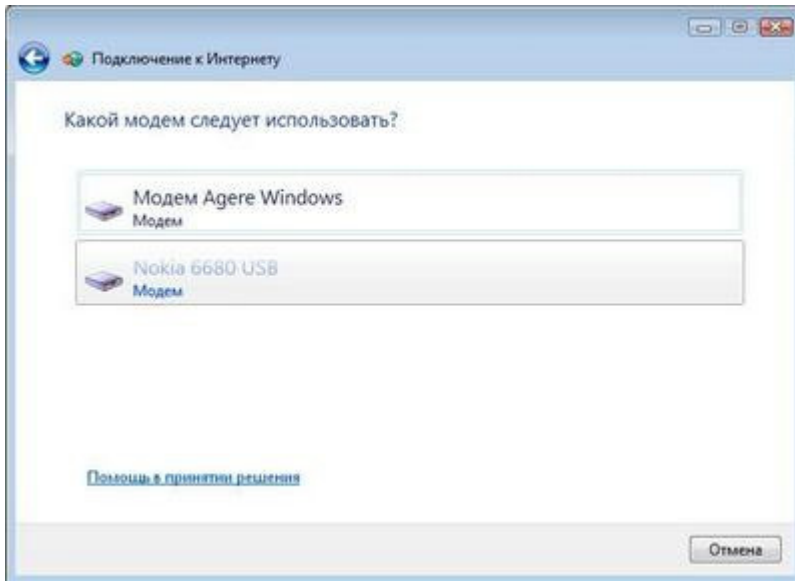 Подключение к Интернету
Какой модем следует использовать?
Модем Agere Windows
Модем
Nokia 6680 USB
Модем
Помощь в принятии решения
Отмена